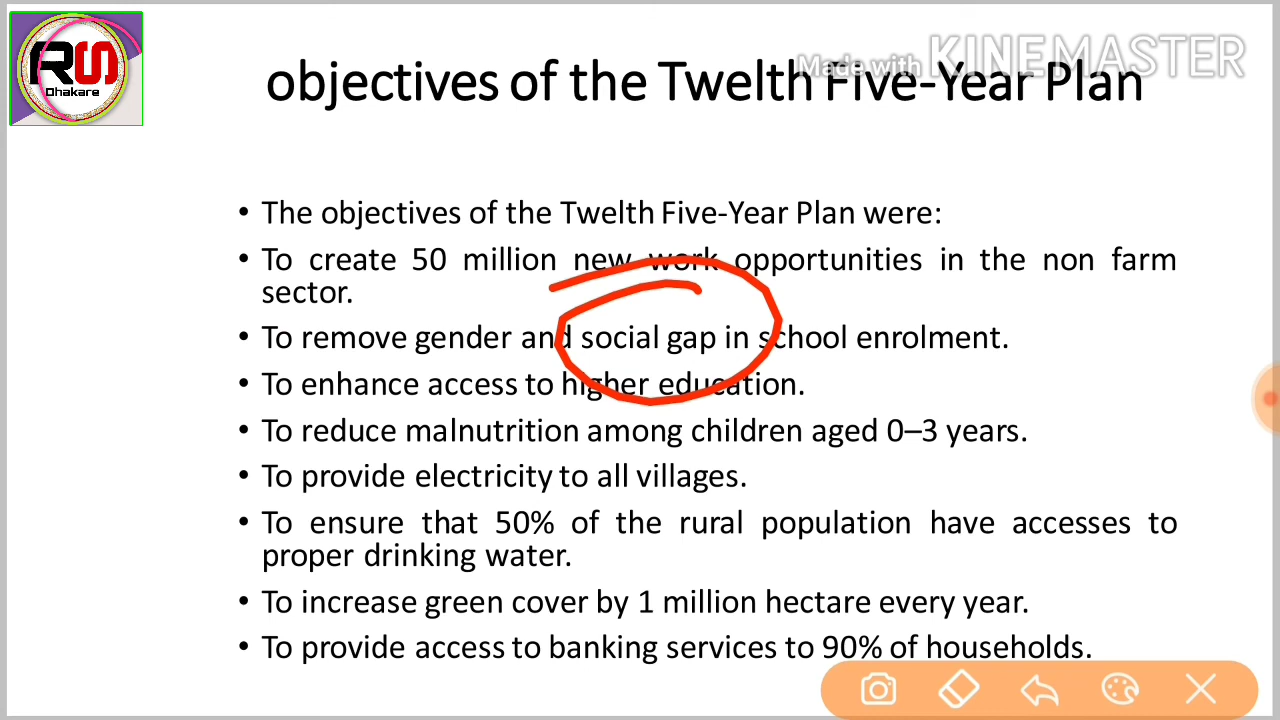 RS
Dhakare
Made with KINEMASTER
objectives of the Twelth Five-Year Plan
• The objectives of the Twelth Five-Year Plan were:
• To create 50 million new work opportunities in the non farm
sector.
• To remove gender and social gap in school enrolment.
• To enhance access to higher education.
• To reduce malnutrition among children aged 0–3 years.
• To provide electricity to all villages.
• To ensure that 50% of the rural population have accesses to
proper drinking water.
• To increase green cover by 1 million hectare every year.
• To provide access to banking services to 90% of households.